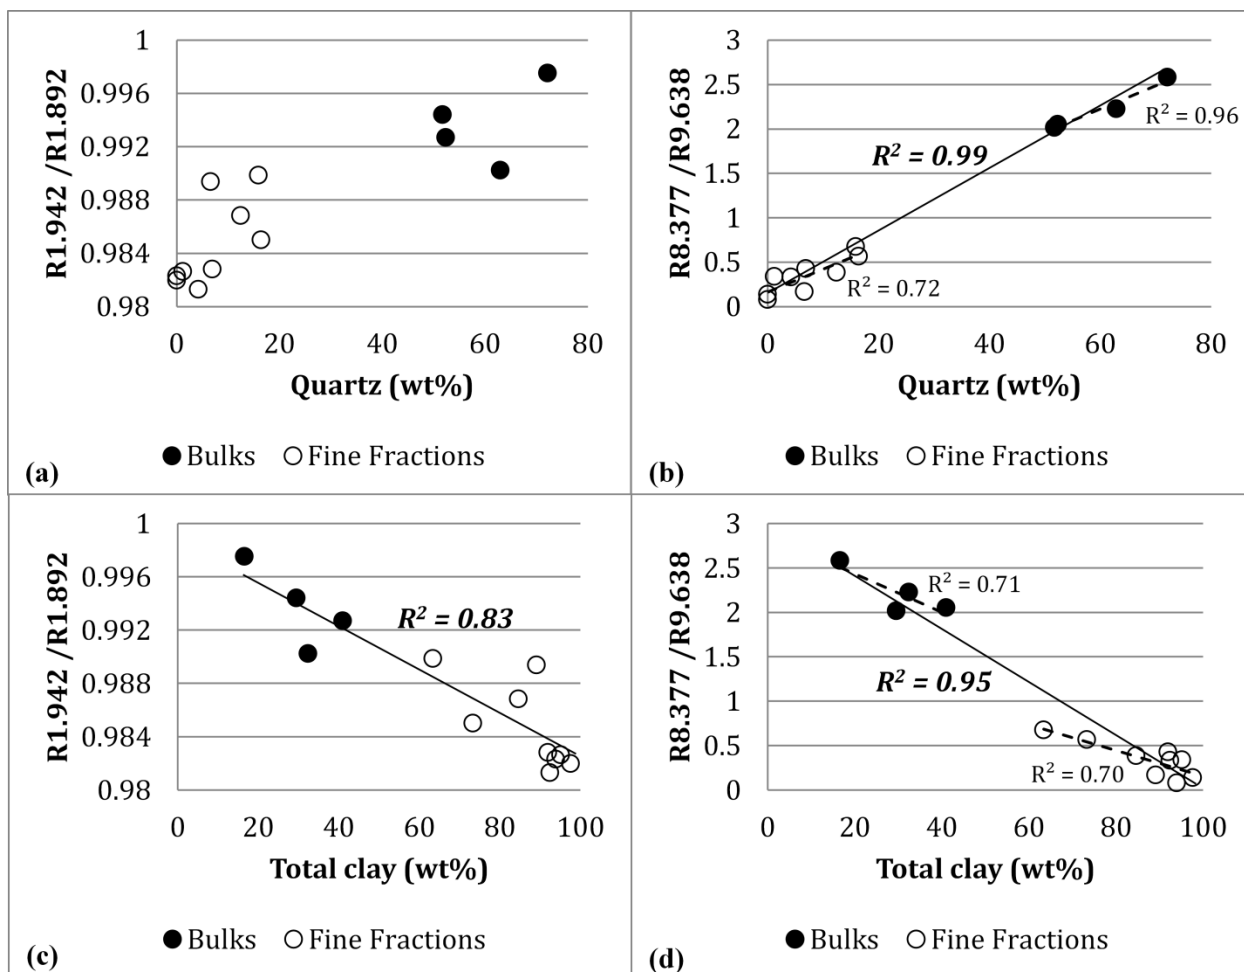 R1.942 /R1.892
1
0.996
0.992
0.988
0.984
0.98
0 20 40 60 80
Quartz (wt%)
Bulks Fine Fractions
(a)
R8.377 /R9.638
3
2.5
2
1.5
1
0.5
0
R² = 0.96
R² = 0.99
R² = 0.72
0 20 40 60 80
Quartz (wt%)
Bulks Fine Fractions
(b)
R1.942 /R1.892
1
0.996
0.992
0.988
0.984
0.98
R² = 0.83
0 20 40 60 80 100
Total clay (wt%)
Bulks Fine Fractions
(c)
R8.377 /R9.638
3
2.5
2
1.5
1
0.5
0
R² = 0.71
R² = 0.95
R² = 0.70
0 20 40 60 80 100
Total clay (wt%)
Bulks Fine Fractions
(d)